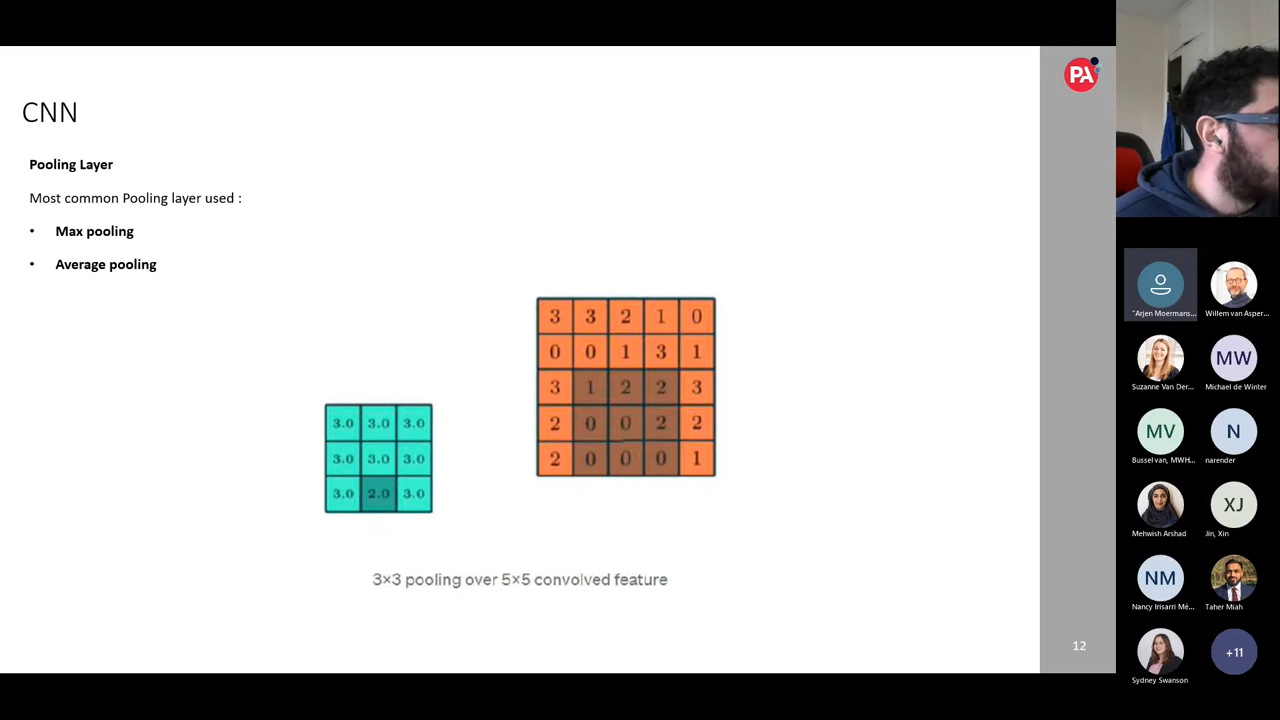 PA
CNN
Pooling Layer
Most common Pooling layer used :
• Max pooling
• Average pooling
3 3 2 1 0
0 0 1 3 1
3 1 2 2 3
2 0 0 2 2
2 0 0 0 1
3.0 3.0 3.0
3.0 3.0 3.0
3.0 2.0 3.0
3×3 pooling over 5×5 convolved feature
12
"Arjen Moermans...
Willem van Asper...
Suzanne Van Der...
MW
Michael de Winter
MV
Bussel van, MWH...
N
narender
Mehwish Arshad
XJ
Jin, Xin
NM
Nancy Irisarri Mé...
Taher Miah
Sydney Swanson
+11